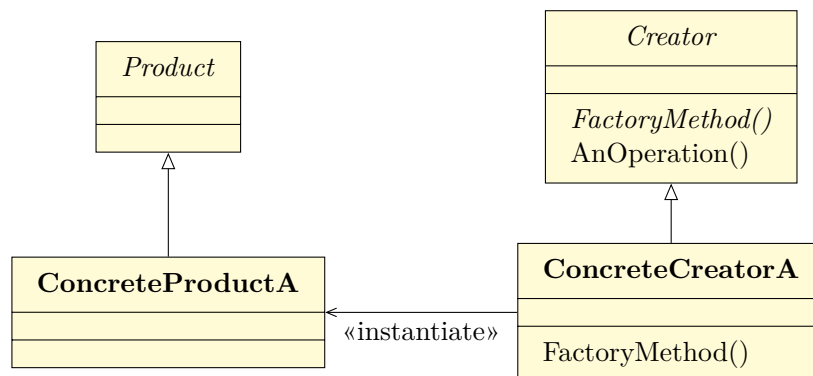 Product
Creator
FactoryMethod()
AnOperation()
ConcreteProductA
«instantiate»
ConcreteCreatorA
FactoryMethod()